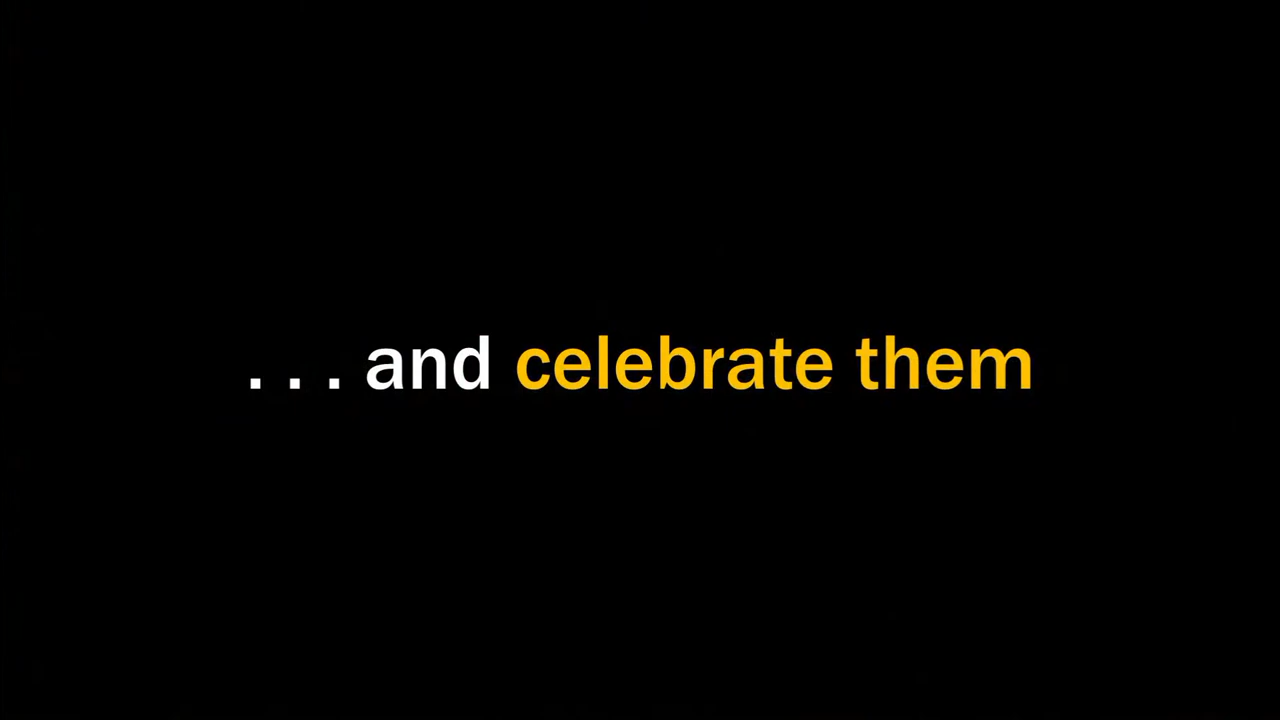 . . . and celebrate them